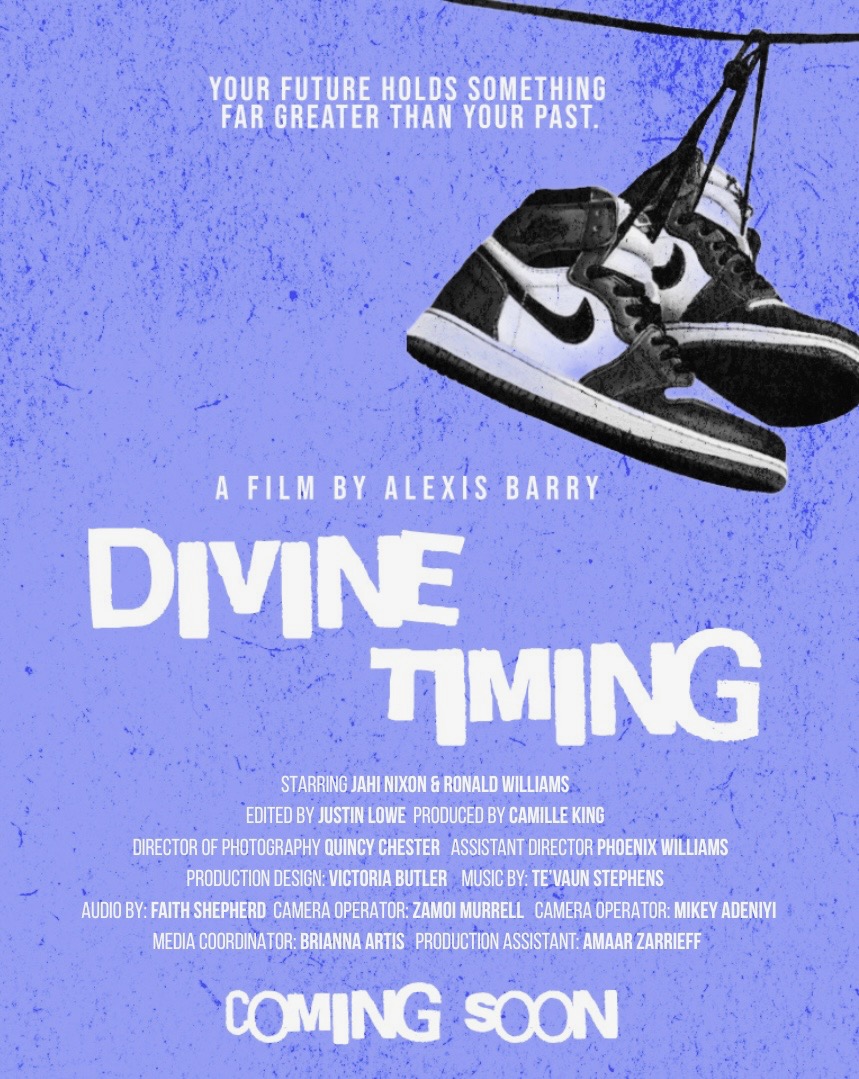 YOUR FUTURE HOLDS SOMETHING
FAR GREATER THAN YOUR PAST.
A FILM BY ALEXIS BARRY
DIVINE
TIMING
STARRING JAHI NIXON & RONALD WILLIAMS
EDITED BY JUSTIN LOWE PRODUCED BY CAMILLE KING
DIRECTOR OF PHOTOGRAPHY QUINCY CHESTER ASSISTANT DIRECTOR PHOENIX WILLIAMS
PRODUCTION DESIGN: VICTORIA BUTLER MUSIC BY: TE'VAUN STEPHENS
AUDIO BY: FAITH SHEPHERD CAMERA OPERATOR: ZAMOI MURRELL CAMERA OPERATOR: MIKEY ADENIYI
MEDIA COORDINATOR: BRIANNA ARTIS PRODUCTION ASSISTANT: AMAAR ZARRIEFF
COMING SOON